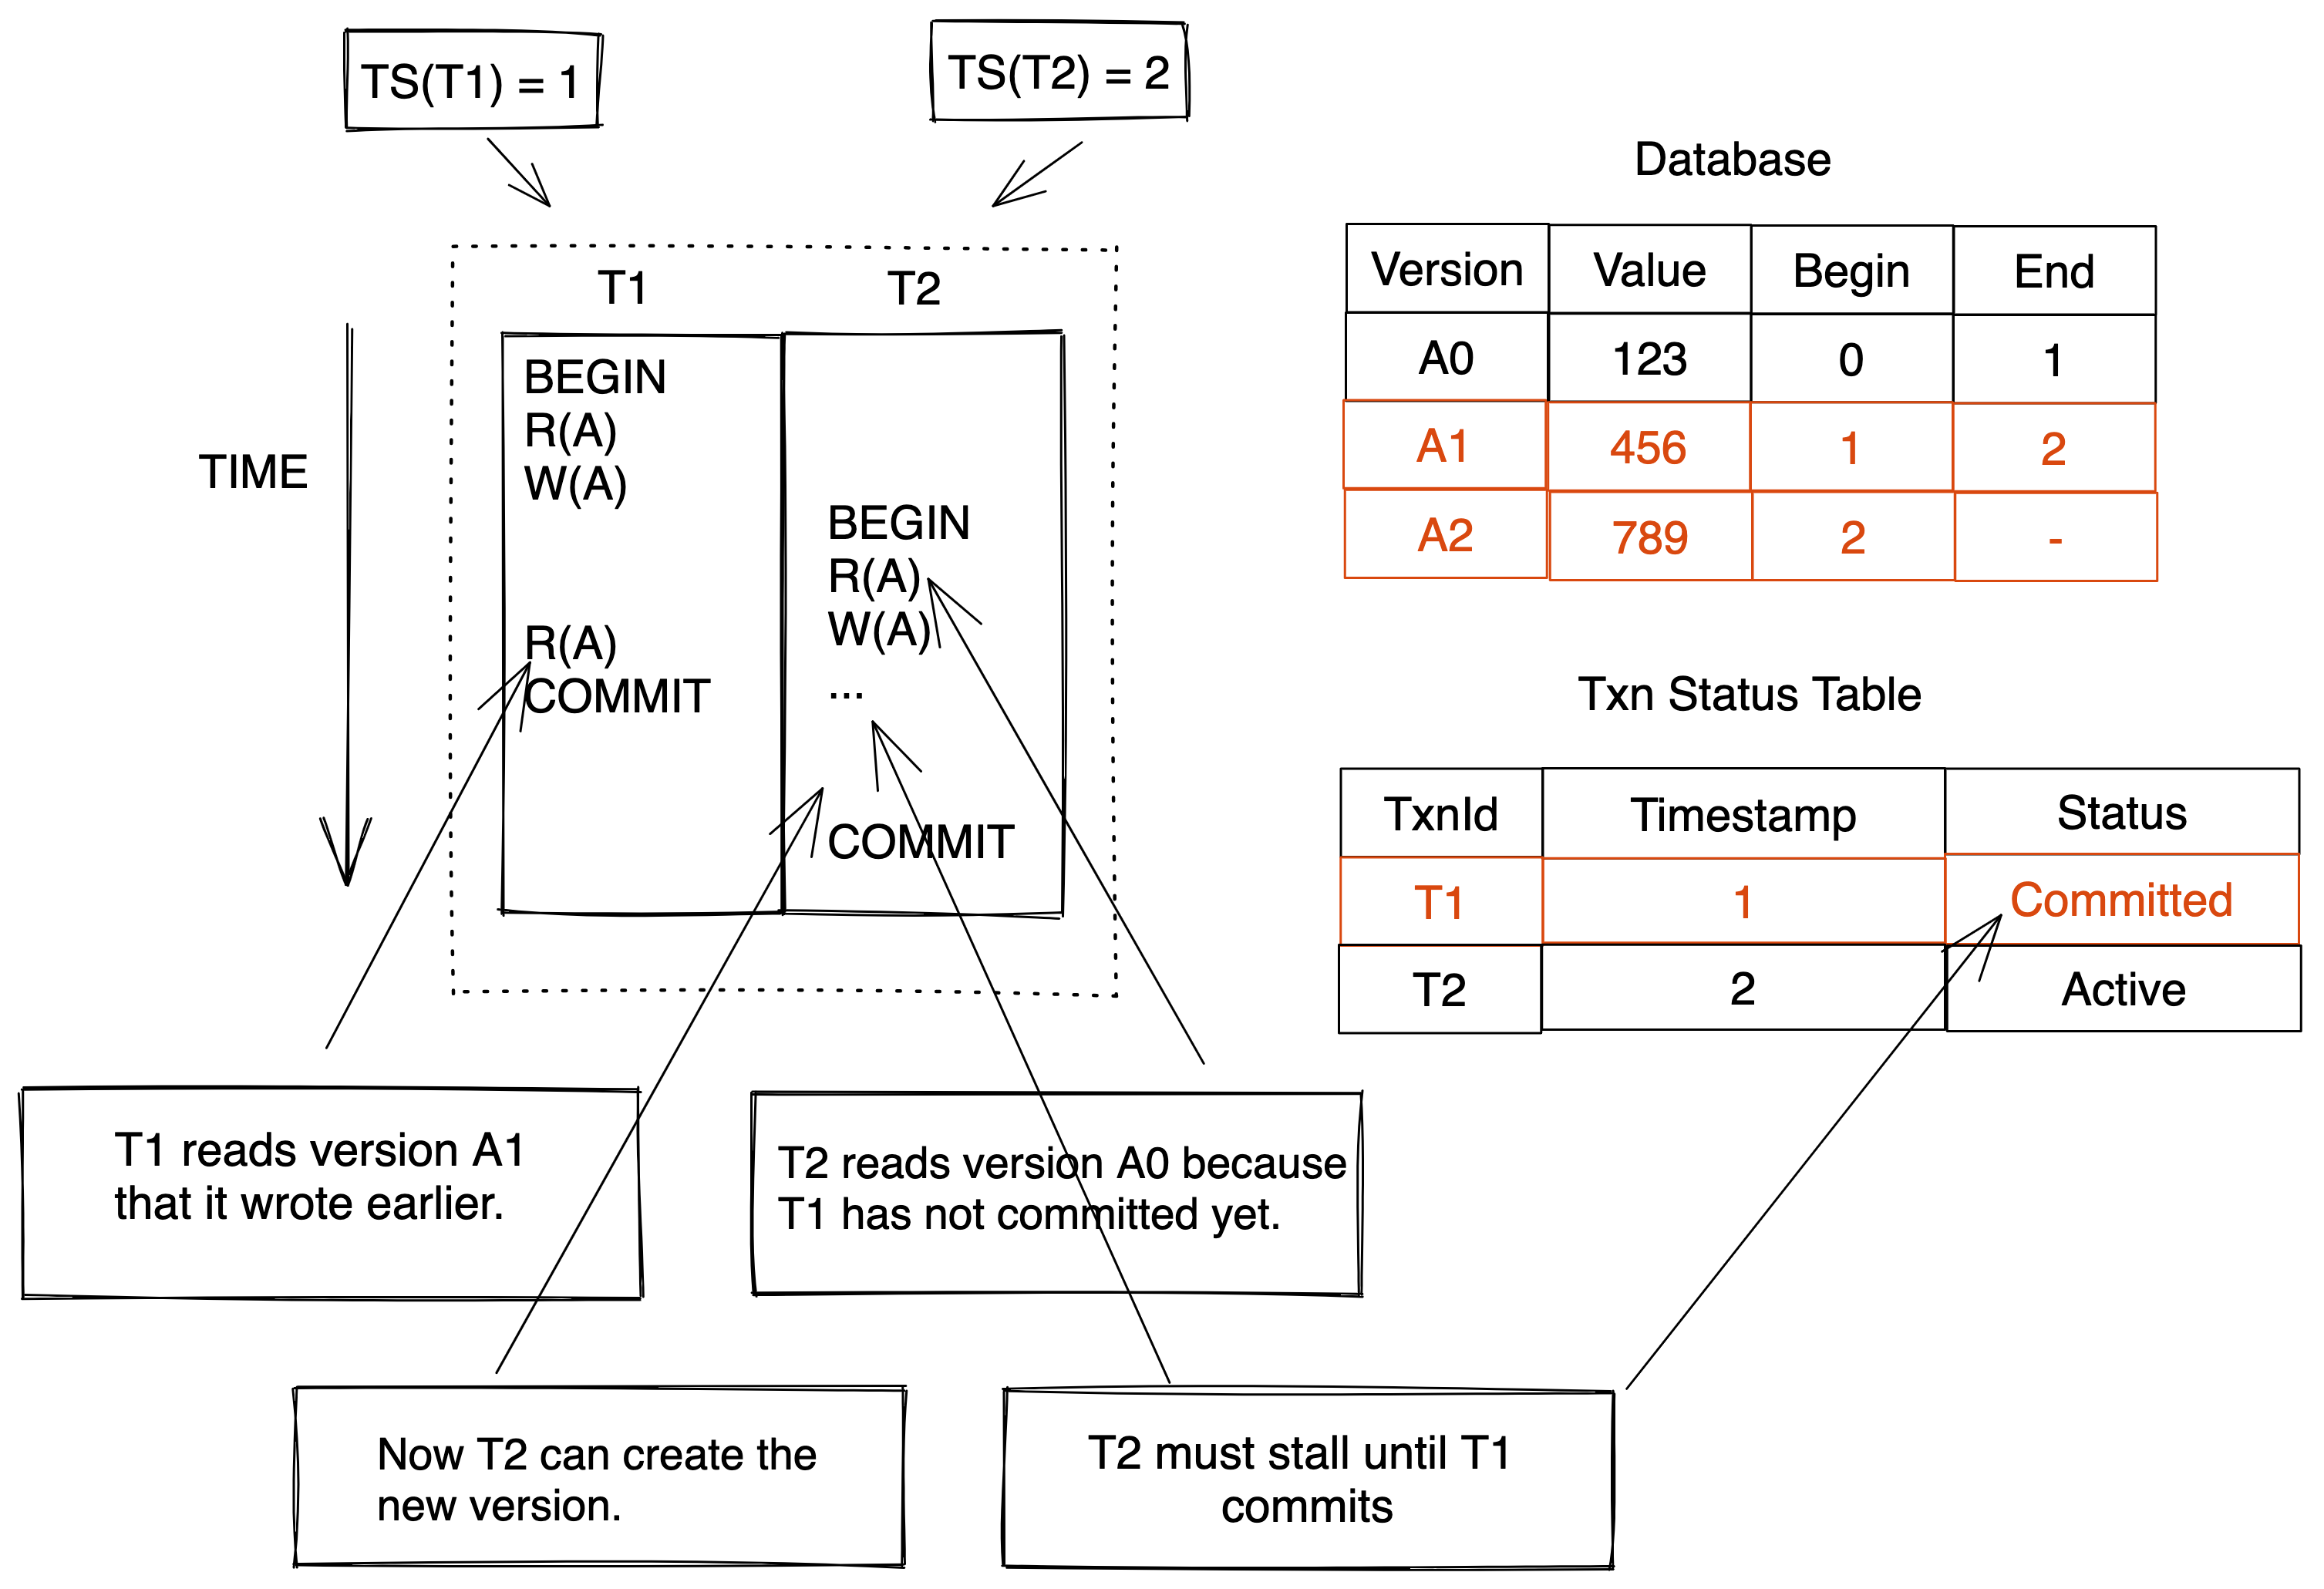 TS(T1) = 1
TS(T2) = 2
T1
T2
TIME
BEGIN
R(A)
W(A)
R(A)
COMMIT
BEGIN
R(A)
W(A)
...
COMMIT
Database
Version Value Begin End
A0 123 0 1
A1 456 1 2
A2 789 2 -
Txn Status Table
TxnId Timestamp Status
T1 1 Committed
T2 2 Active
T1 reads version A1
that it wrote earlier.
T2 reads version A0 because
T1 has not committed yet.
Now T2 can create the
new version.
T2 must stall until T1
commits